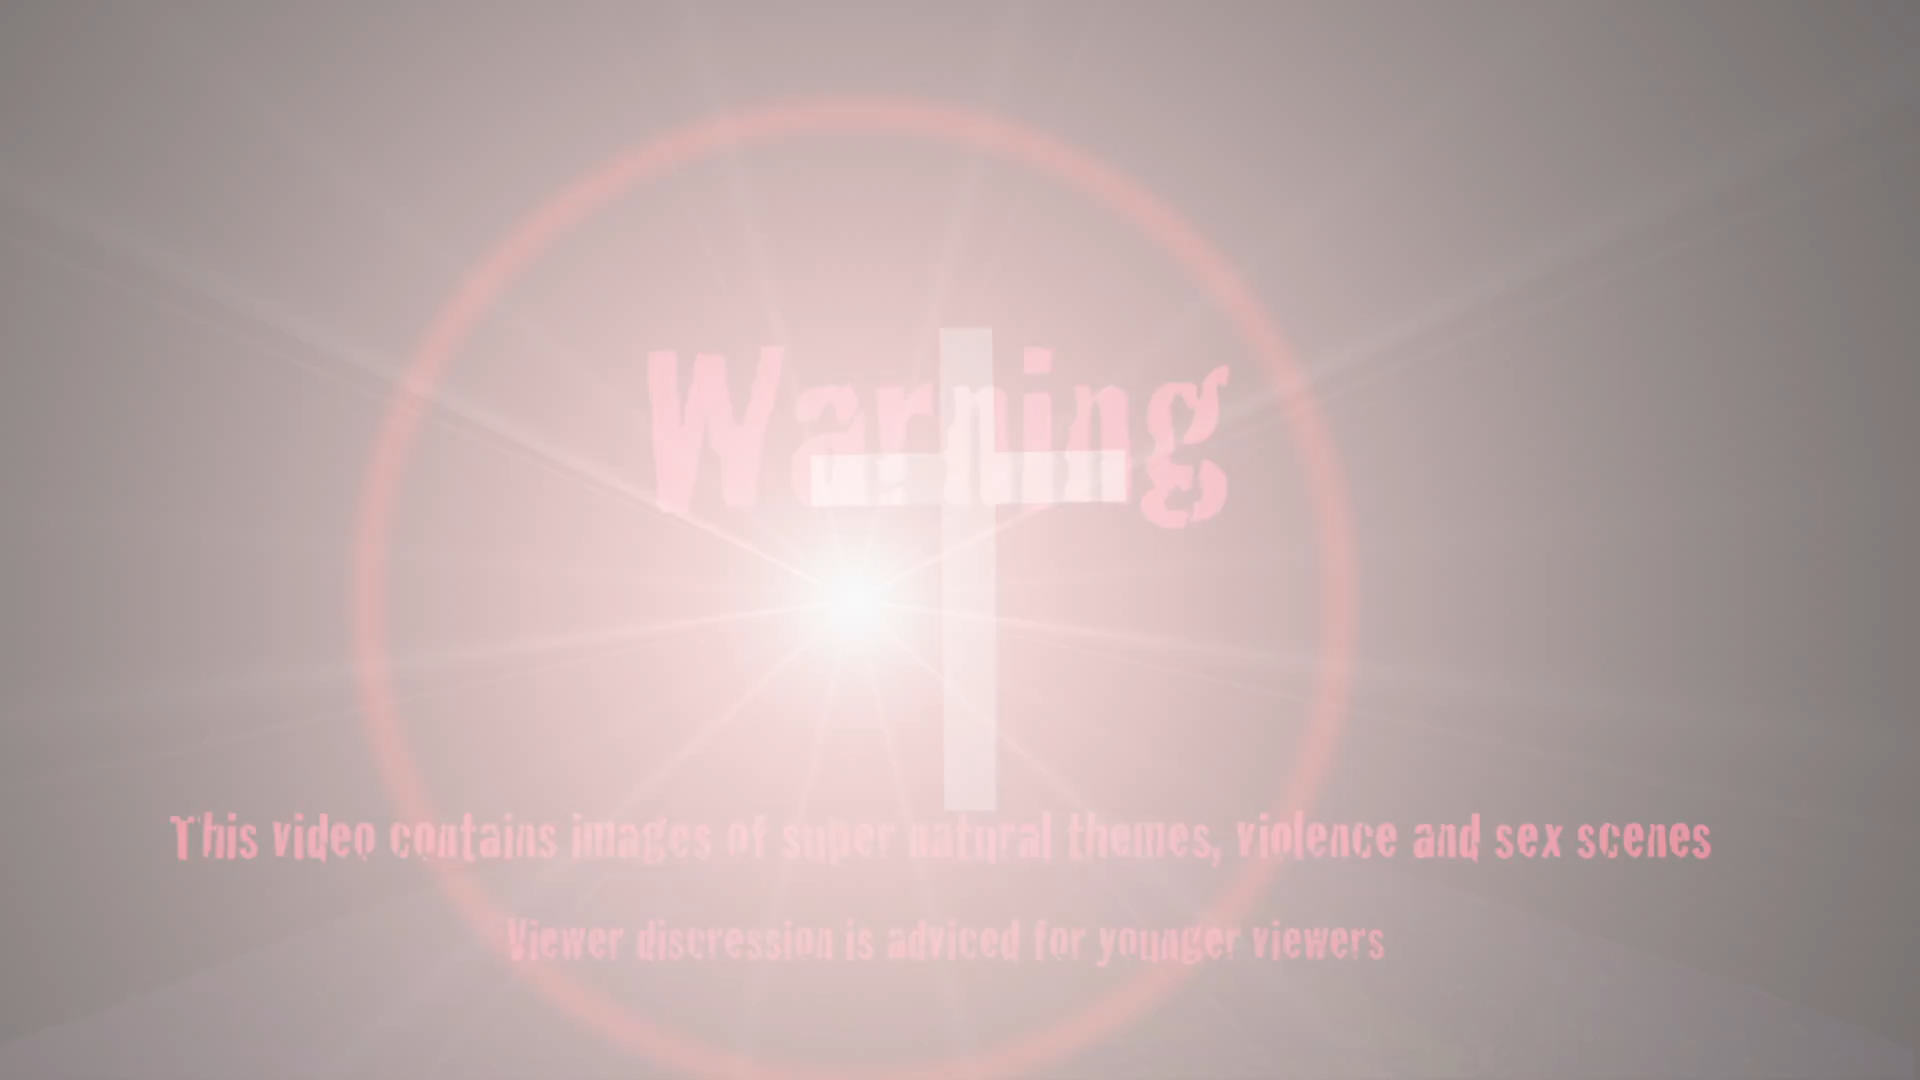 Warning
This video contains images of super natural themes, violence and sex scenes
Viewer discression is adviced for younger viewers